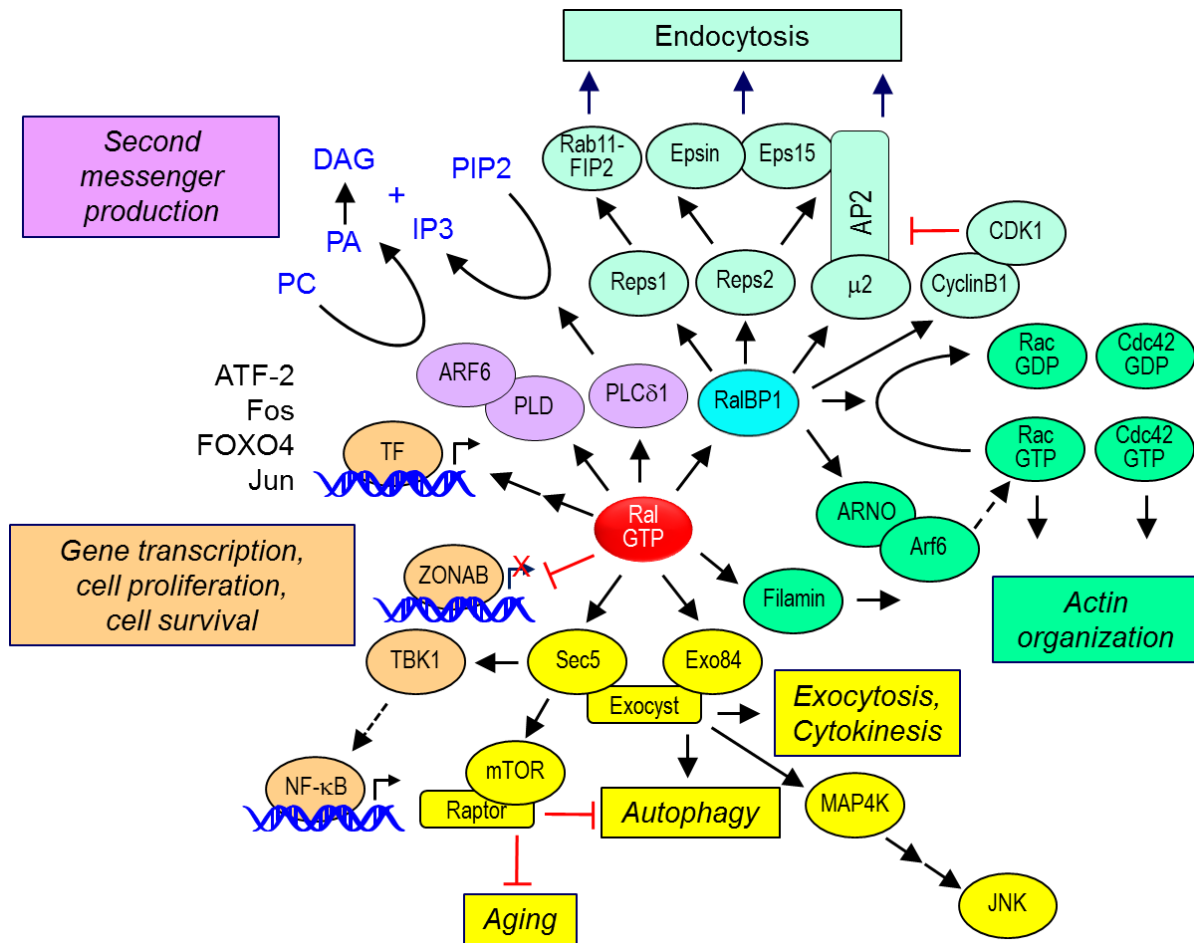 Endocytosis
Second
messenger
production
DAG
+
PIP2
PA
IP3
PC
Rab11-
FIP2
Epsin
Eps15
AP2
CDK1
Reps1
Reps2
μ2
CyclinB1
ATF-2
Fos
FOXO4
Jun
ARF6
PLD
PLCδ1
RalBP1
Rac
GDP
Cdc42
GDP
Rac
GTP
Cdc42
GTP
TF
Ral
GTP
ARNO
Arf6
Gene transcription,
cell proliferation,
cell survival
ZONAB
X
Filamin
Actin
organization
TBK1
Sec5
Exo84
Exocyst
Exocytosis,
Cytokinesis
NF-κB
mTOR
Raptor
Autophagy
MAP4K
Aging
JNK